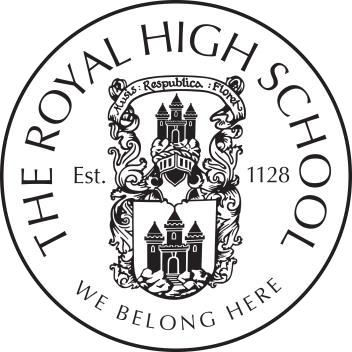 THE ROYAL HIGH SCHOOL
Musis : Respublica : Floret
Est. 1128
WE BELONG HERE